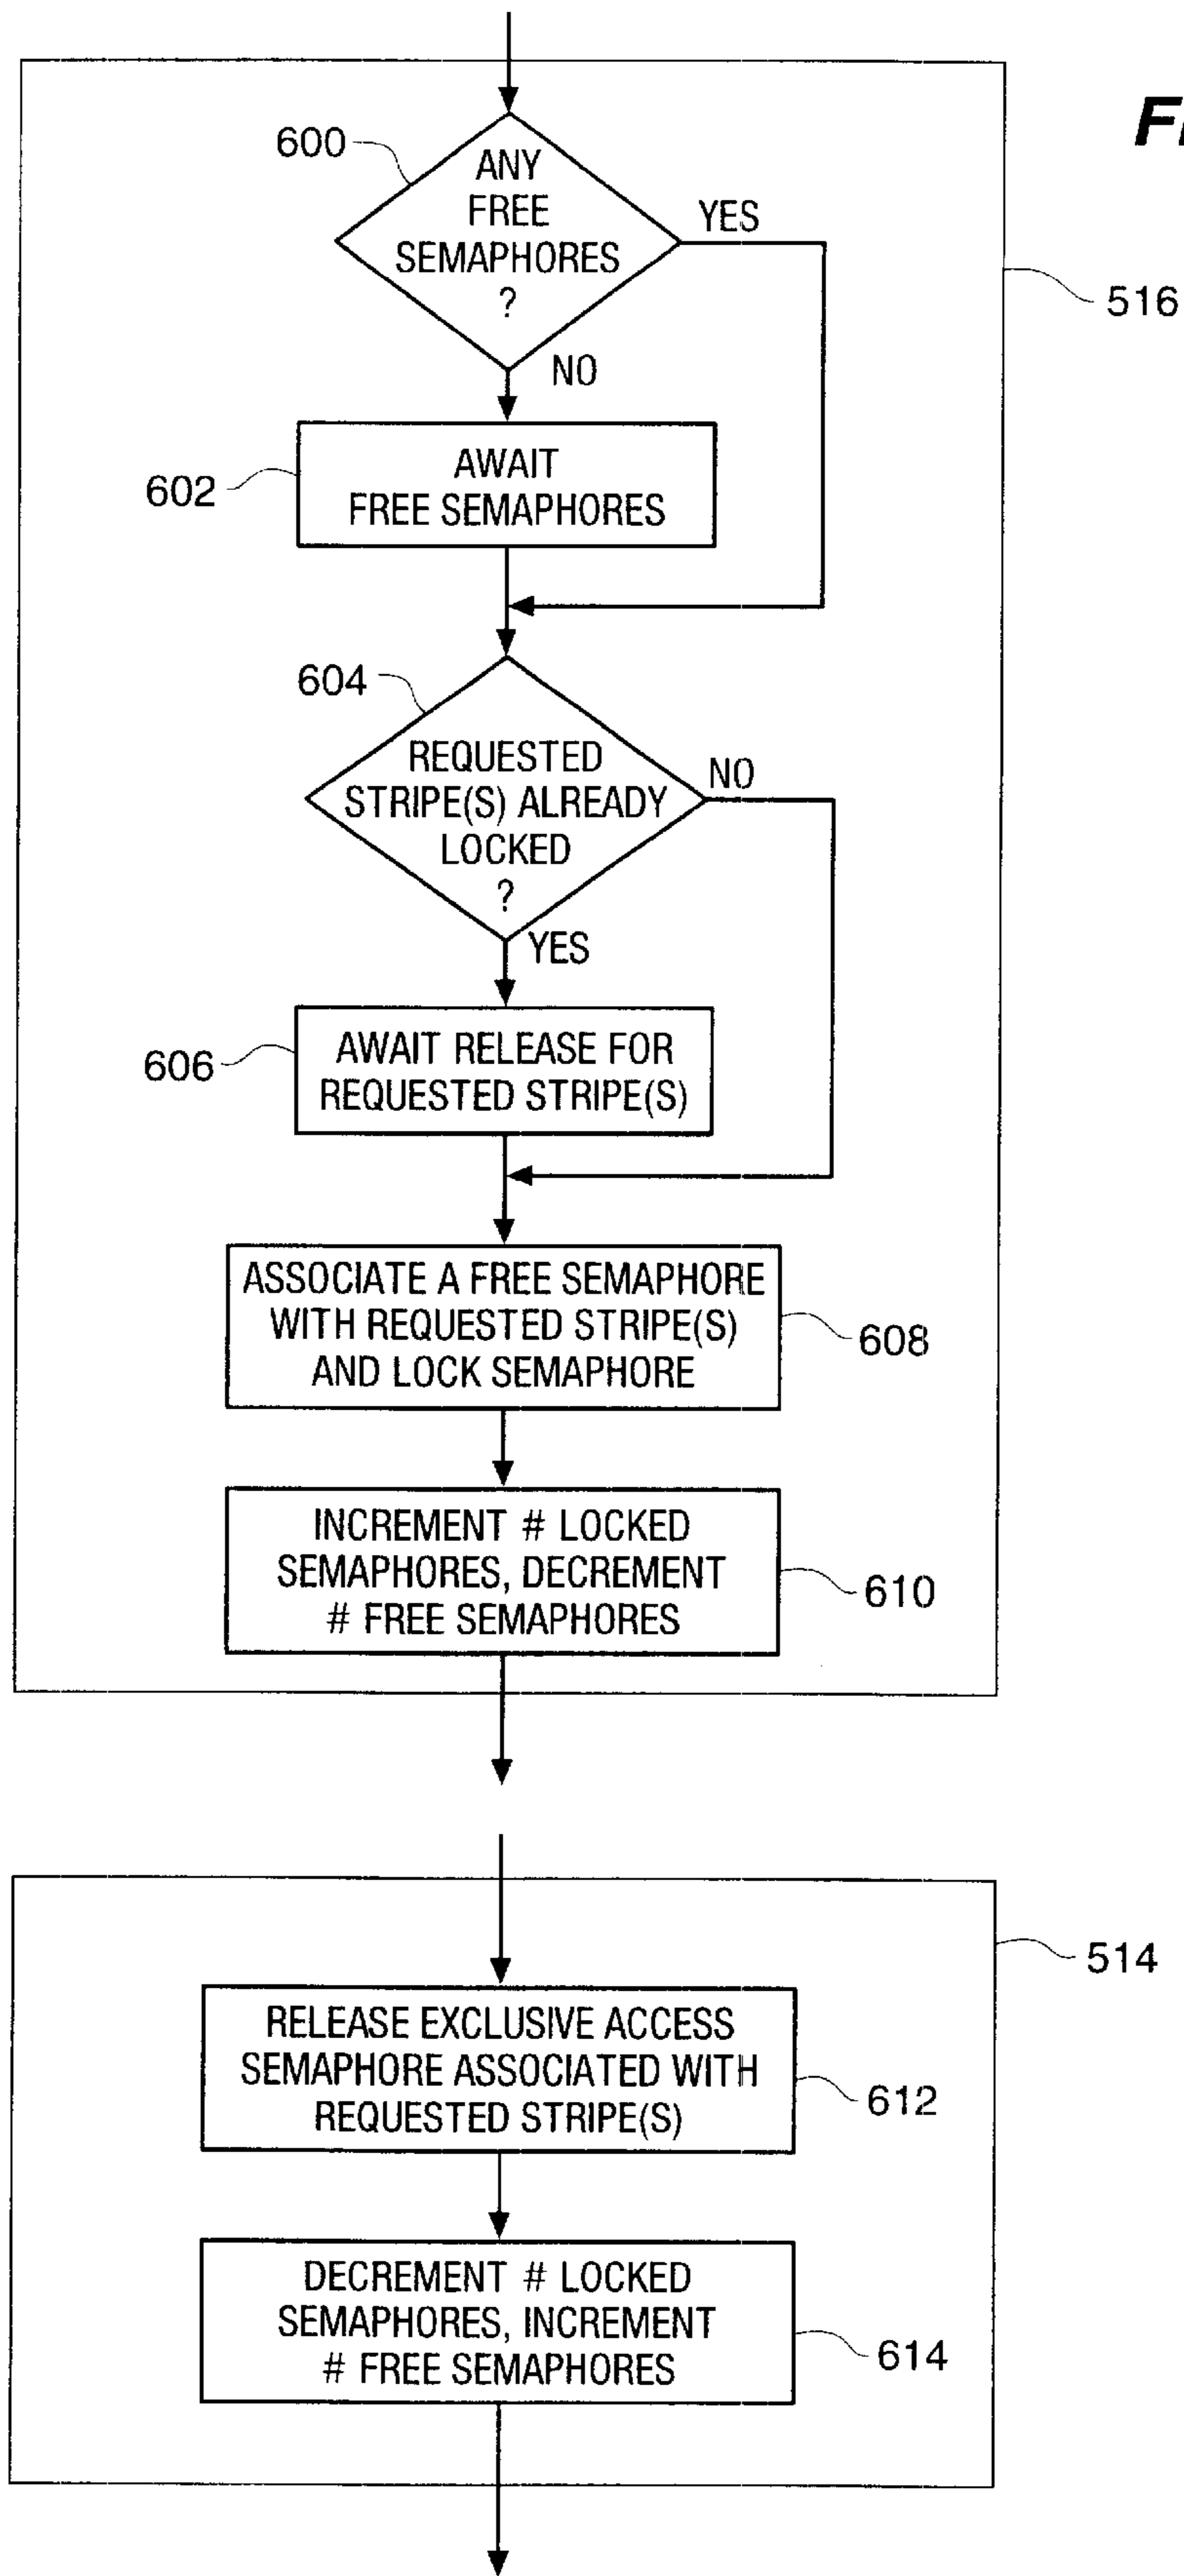 600
ANY
FREE
SEMAPHORES
?
YES
516
NO
602
AWAIT
FREE SEMAPHORES
604
REQUESTED
STRIPE(S) ALREADY
LOCKED
?
NO
YES
606
AWAIT RELEASE FOR
REQUESTED STRIPE(S)
ASSOCIATE A FREE SEMAPHORE
WITH REQUESTED STRIPE(S)
AND LOCK SEMAPHORE
608
INCREMENT # LOCKED
SEMAPHORES, DECREMENT
# FREE SEMAPHORES
610
514
RELEASE EXCLUSIVE ACCESS
SEMAPHORE ASSOCIATED WITH
REQUESTED STRIPE(S)
612
DECREMENT # LOCKED
SEMAPHORES, INCREMENT
# FREE SEMAPHORES
614